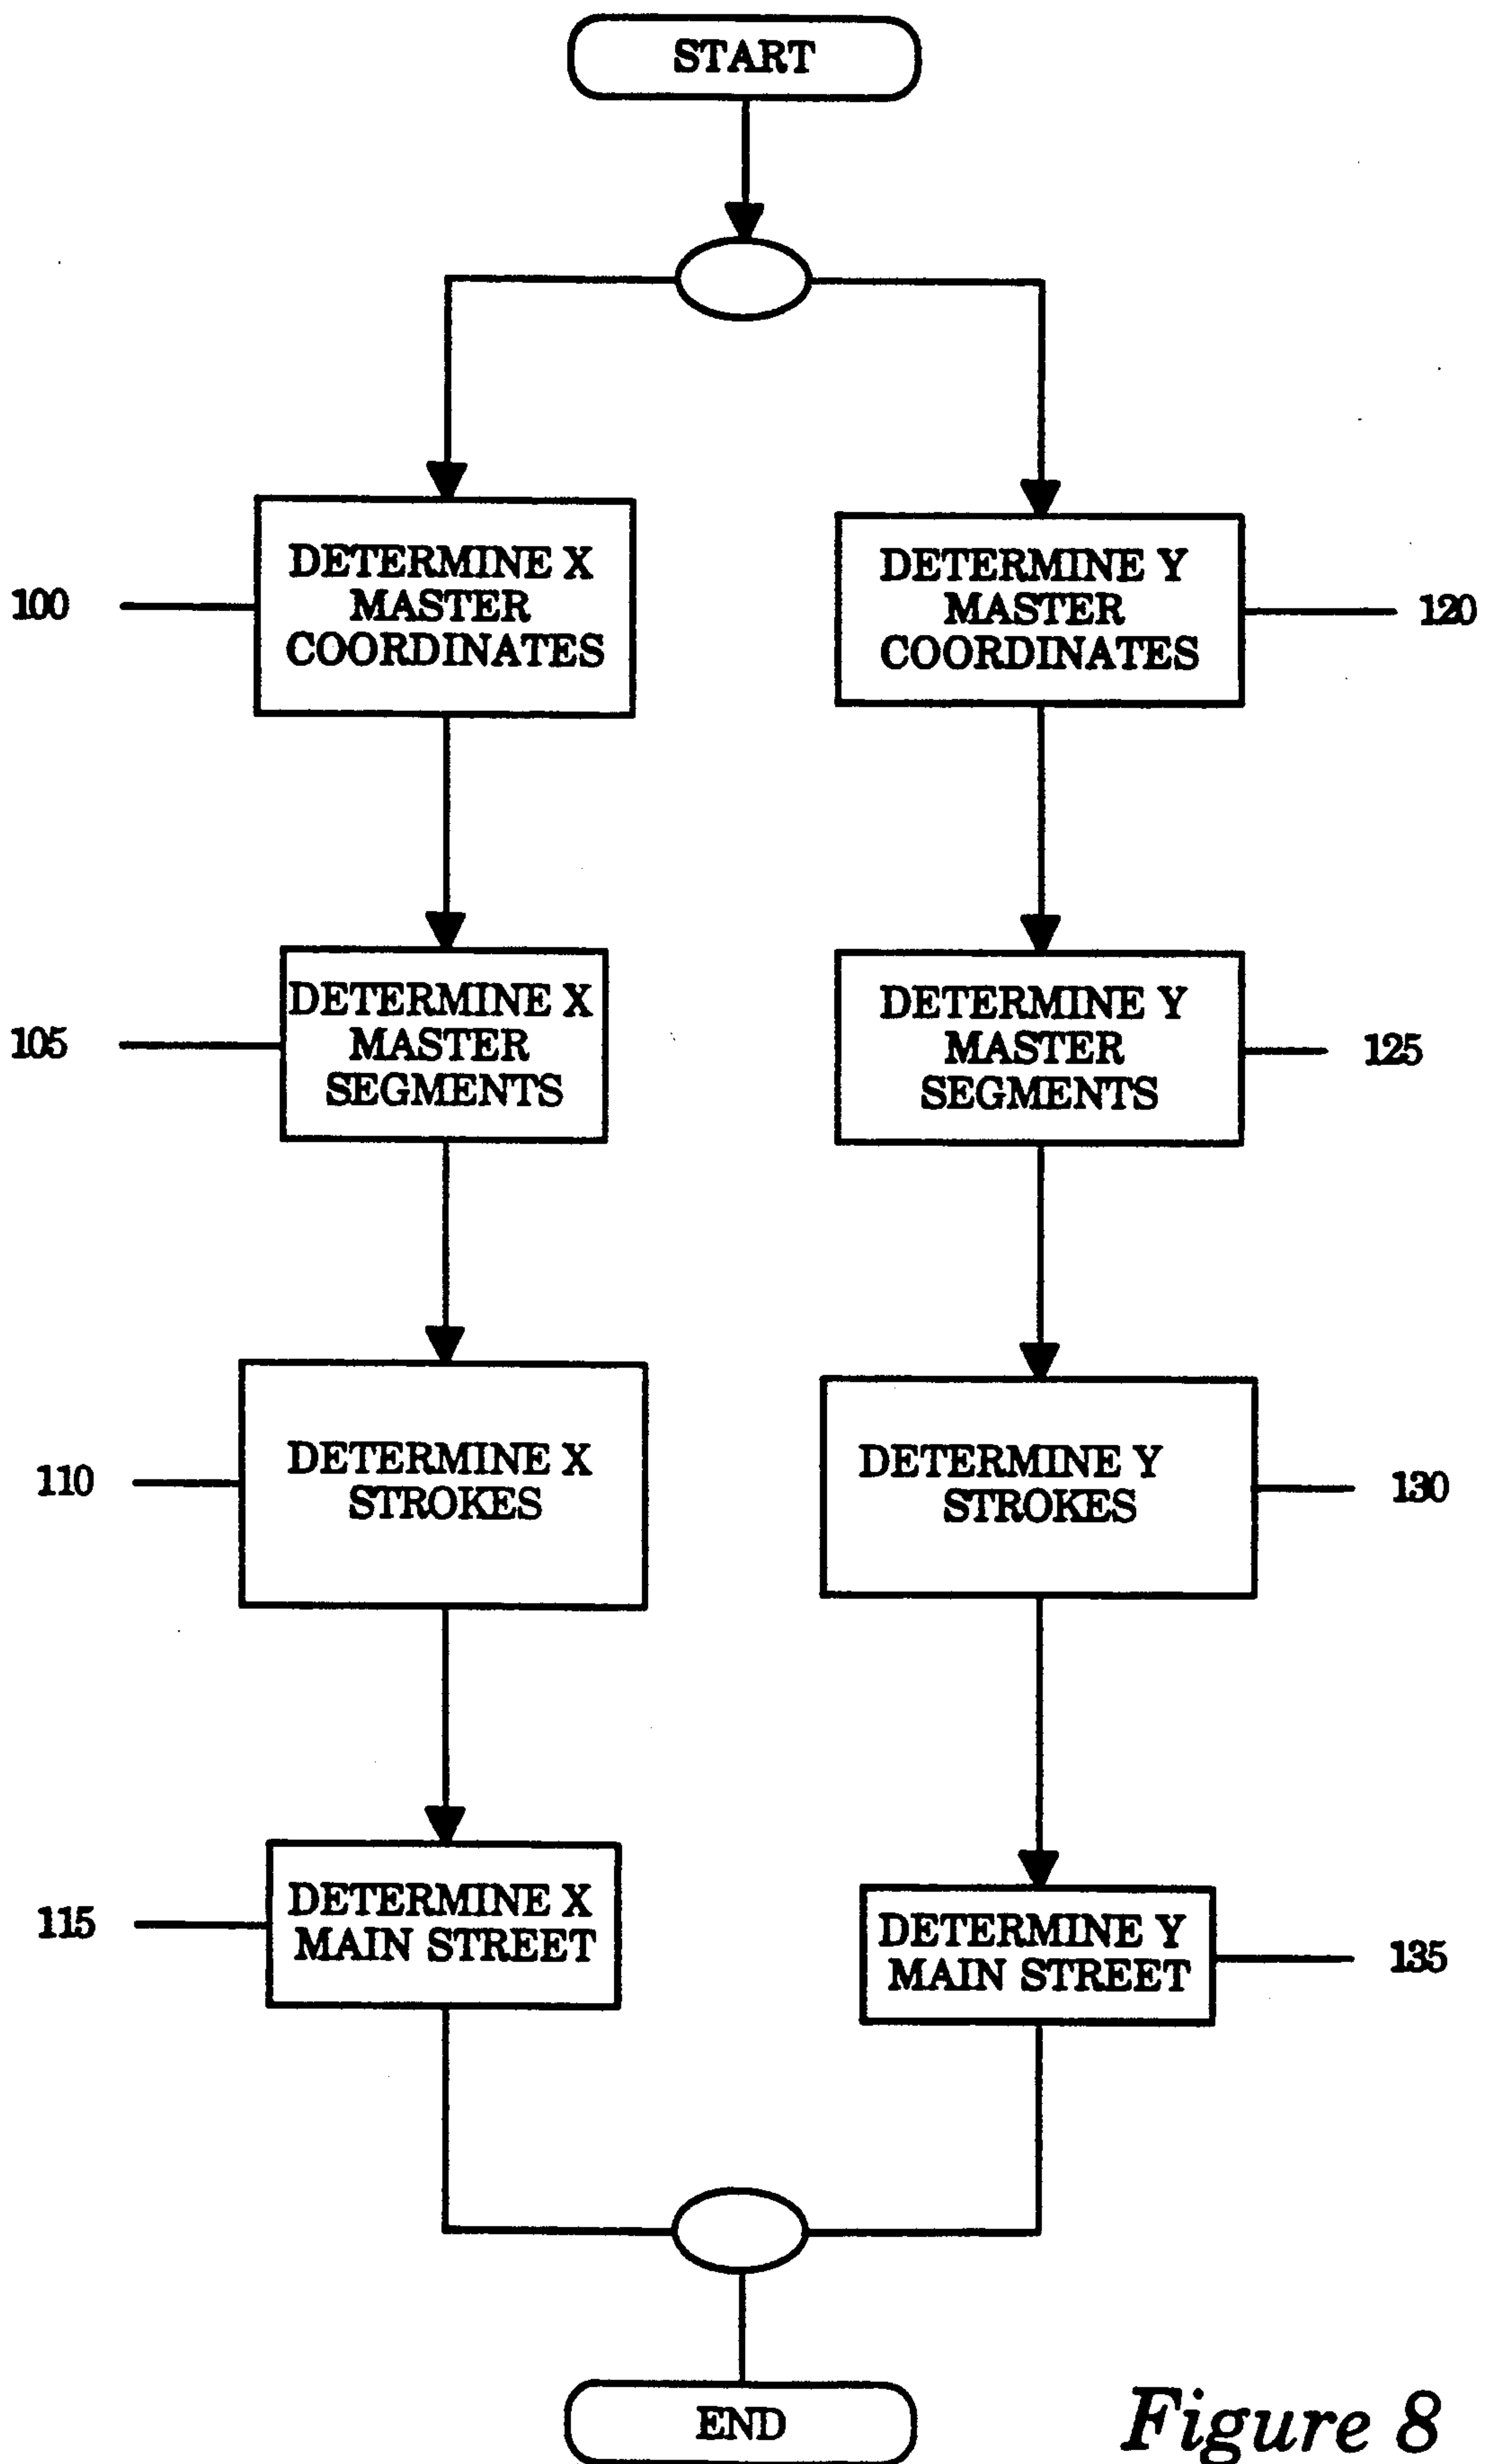 START
100
DETERMINE X
MASTER
COORDINATES
DETERMINE Y
MASTER
COORDINATES
120
105
DETERMINE X
MASTER
SEGMENTS
DETERMINE Y
MASTER
SEGMENTS
125
110
DETERMINE X
STROKES
DETERMINE Y
STROKES
130
115
DETERMINE X
MAIN STREET
DETERMINE Y
MAIN STREET
135
END
Figure 8